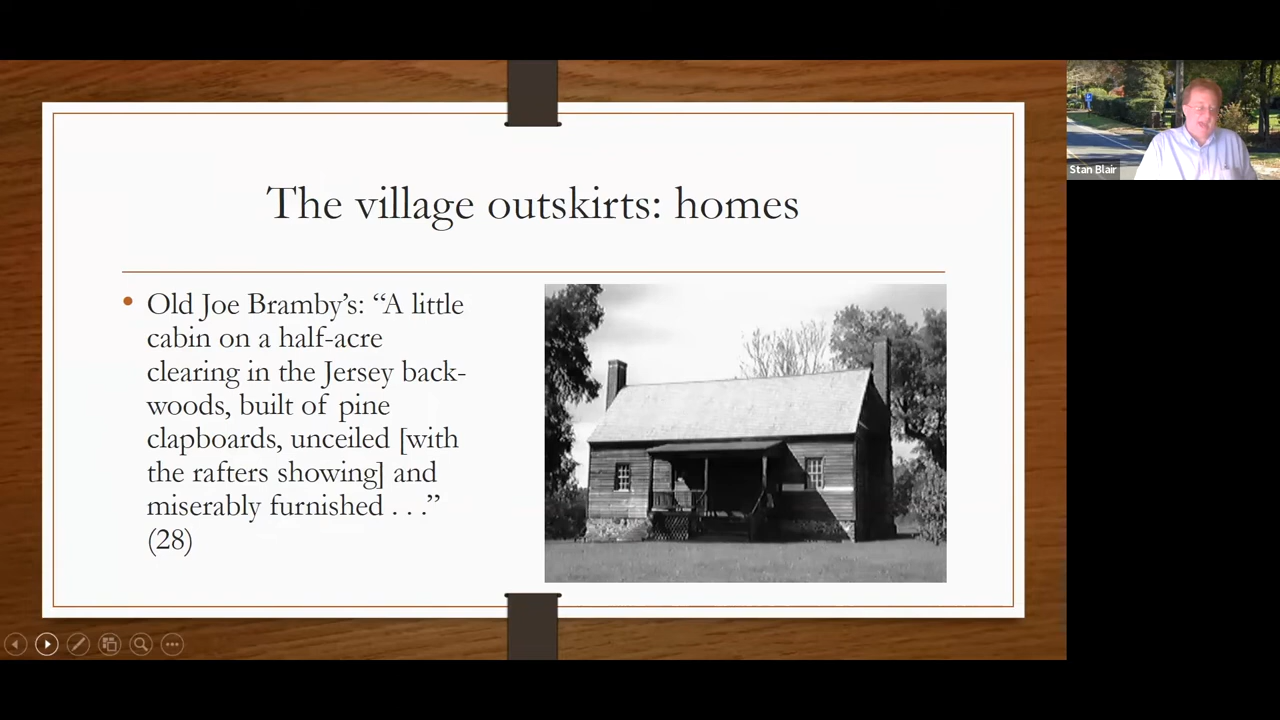 The village outskirts: homes
• Old Joe Bramby’s: “A little
cabin on a half-acre
clearing in the Jersey back-
woods, built of pine
clapboards, unceiled [with
the rafters showing] and
miserably furnished . . .”
(28)
Stan Blair